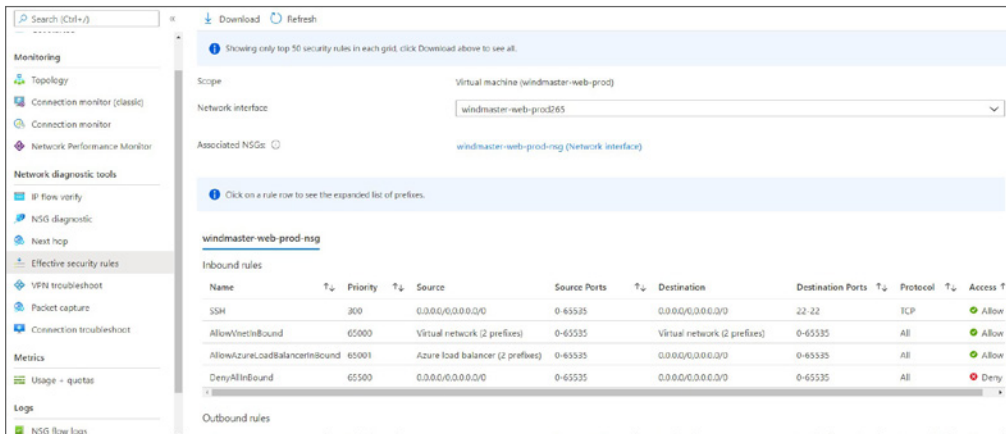 Search (Ctrl+/)
«
Download
Refresh
Showing only top 50 security rules in each grid, click Download above to see all.
Monitoring
Topology
Connection monitor (classic)
Connection monitor
Network Performance Monitor
Network diagnostic tools
IP flow verify
NSG diagnostic
Next hop
Effective security rules
VPN troubleshoot
Packet capture
Connection troubleshoot
Metrics
Usage + quotas
Logs
NSG flow logs
Scope Virtual machine (windmaster-web-prod)
Network interface windmaster-web-prod265
Associated NSGs: windmaster-web-prod-nsg (Network interface)
Click on a rule row to see the expanded list of prefixes.
windmaster-web-prod-nsg
Inbound rules
Name Priority Source Source Ports Destination Destination Ports Protocol Access
SSH 300 0.0.0.0/0,0.0.0.0/0 0-65535 0.0.0.0/0,0.0.0.0/0 22-22 TCP Allow
AllowVnetInBound 65000 Virtual network (2 prefixes) 0-65535 Virtual network (2 prefixes) 0-65535 All Allow
AllowAzureLoadBalancerInBound 65001 Azure load balancer (2 prefixes) 0-65535 0.0.0.0/0,0.0.0.0/0 0-65535 All Allow
DenyAllInBound 65500 0.0.0.0/0,0.0.0.0/0 0-65535 0.0.0.0/0,0.0.0.0/0 0-65535 All Deny
Outbound rules